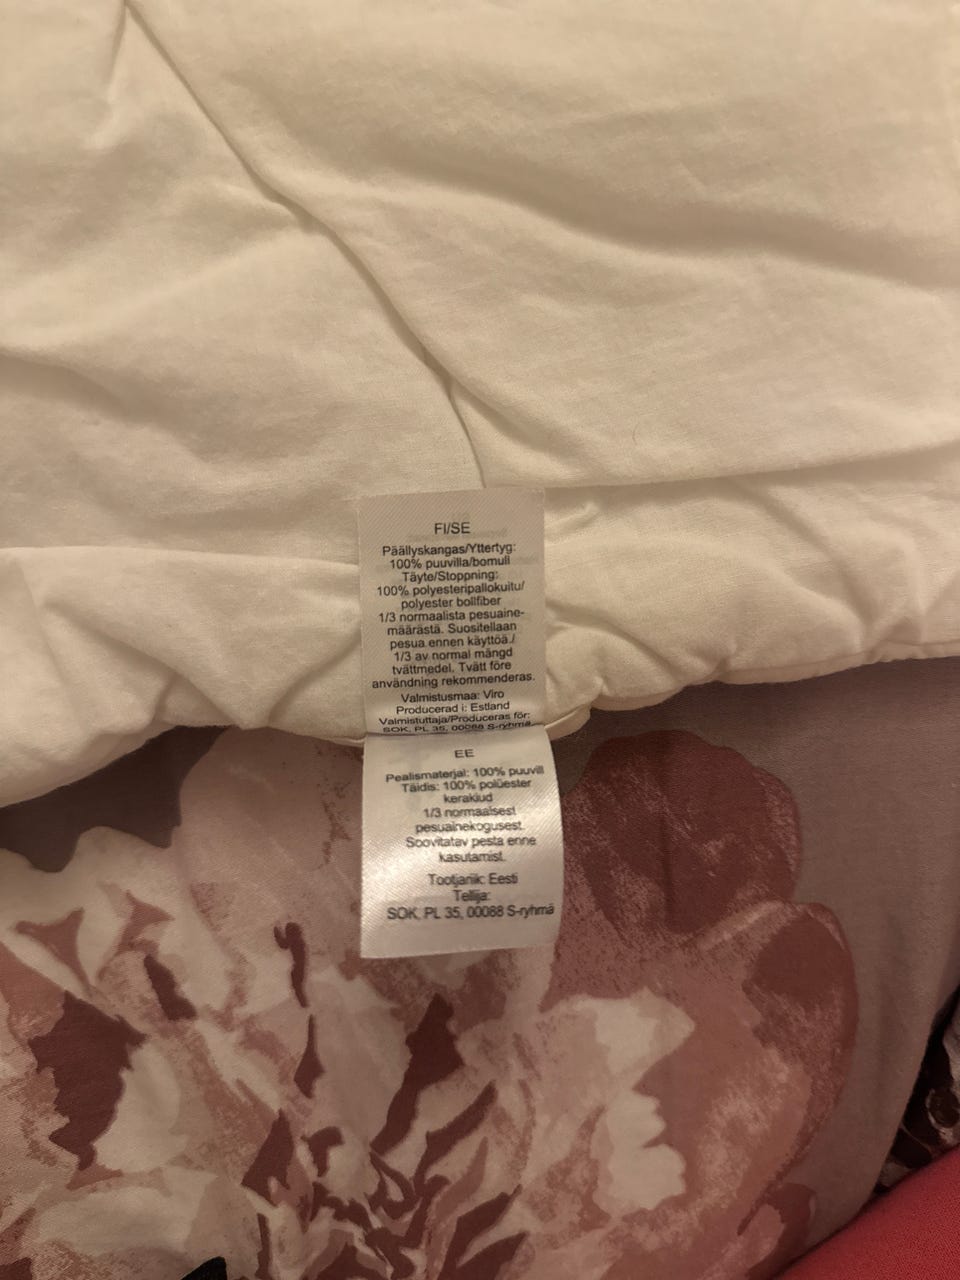 FI/SE
Päällyskangas/Yttertyg:
100% puuvilla/bomull
Täyte/Stoppning:
100% polyesteripallokuitu/
polyester bollfiber
1/3 normaalista pesuaine-
määrästä. Suositellaan
pesua ennen käyttöä./
1/3 av normal mängd
tvättmedel. Tvätt före
användning rekommenderas.
Valmistusmaa: Viro
Producerad i: Estland
Valmistuttaja/Produceras för:
SOK, PL 35, 00088 S-ryhmä
EE
Pealismaterjal: 100% puuvill
Täidis: 100% polüester
kerakiud
1/3 normaalsest
pesuainekogusest.
Soovitatav pesta enne
kasutamist.
Tootjariik: Eesti
Tellija:
SOK, PL 35, 00088 S-ryhmä